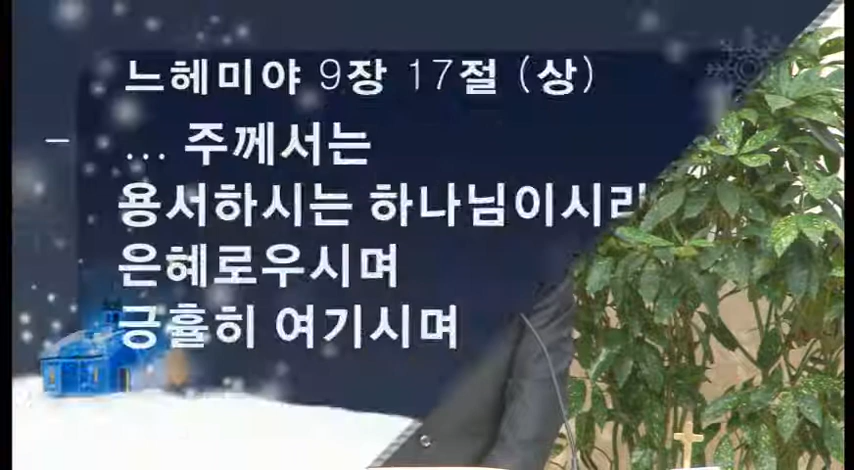 느헤미야 9장 17절 (상)
... 주께서는
용서하시는 하나님이시라
은혜로우시며
긍휼히 여기시며